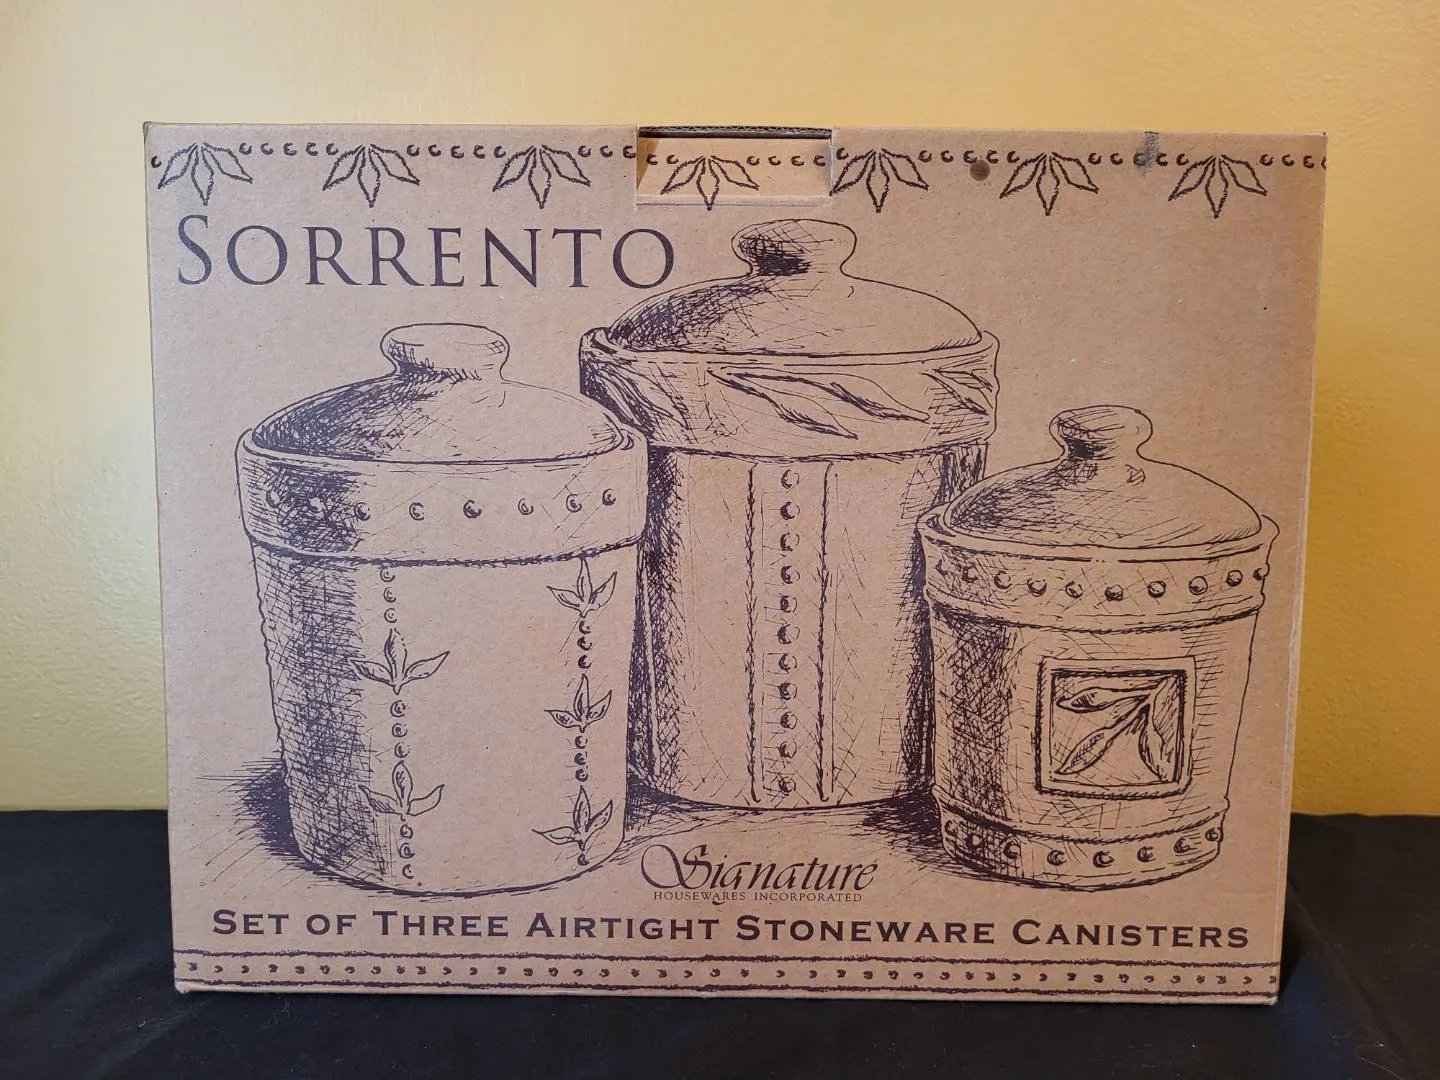 SORRENTO
Signature
HOUSEWARES INCORPORATED
SET OF THREE AIRTIGHT STONEWARE CANISTERS